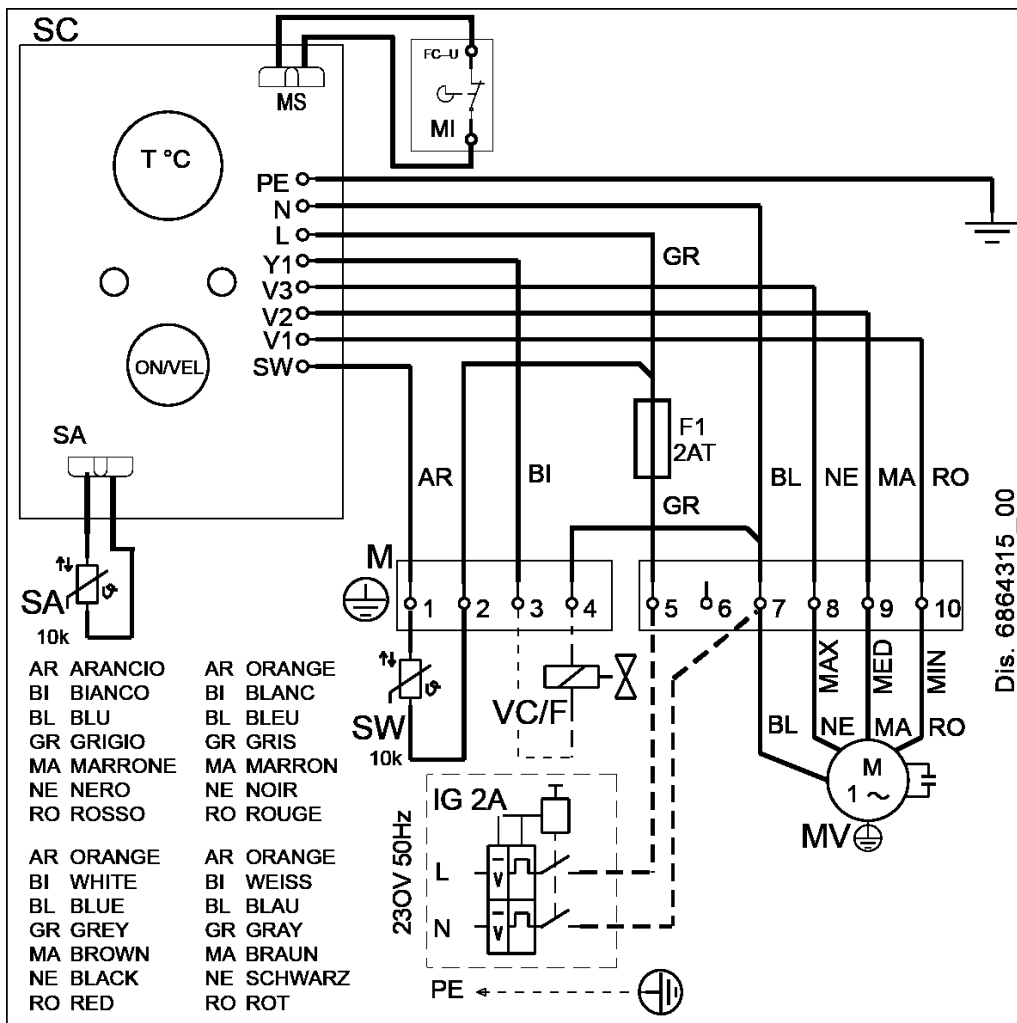 SC
MS
FC-U
MI
T °C
PE
N
L
Y1
V3
V2
V1
SW
ON/VEL
SA
GR
F1
2AT
AR
BI
GR
BL
NE
MA
RO
M
1
2
3
4
5
6
7
8
9
10
SA
10k
SW
10k
VC/F
MAX
MED
MIN
BL
NE
MA
RO
M
1 ~
MV
IG 2A
230V 50Hz
L
N
PE
AR ARANCIO
BI BIANCO
BL BLU
GR GRIGIO
MA MARRONE
NE NERO
RO ROSSO
AR ORANGE
BI BLANC
BL BLEU
GR GRIS
MA MARRON
NE NOIR
RO ROUGE
AR ORANGE
BI WHITE
BL BLUE
GR GREY
MA BROWN
NE BLACK
RO RED
AR ORANGE
BI WEISS
BL BLAU
GR GRAY
MA BRAUN
NE SCHWARZ
RO ROT
Dis. 6864315_00